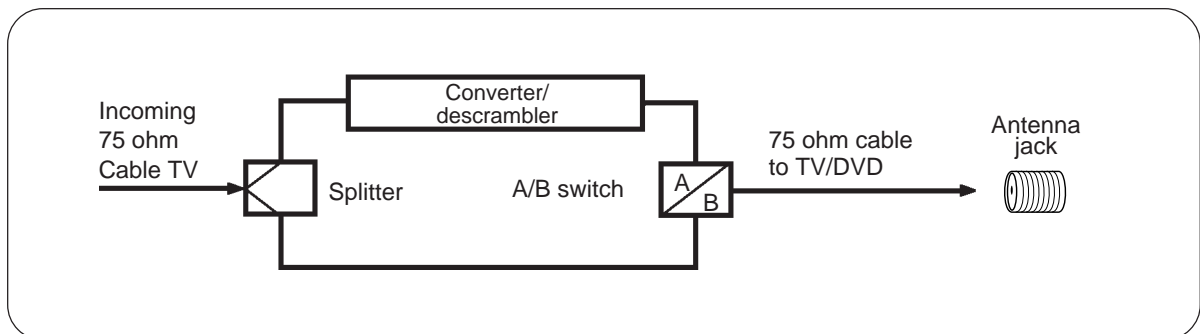 Incoming
75 ohm
Cable TV
Splitter
Converter/
descrambler
A/B switch
A
B
75 ohm cable
to TV/DVD
Antenna
jack